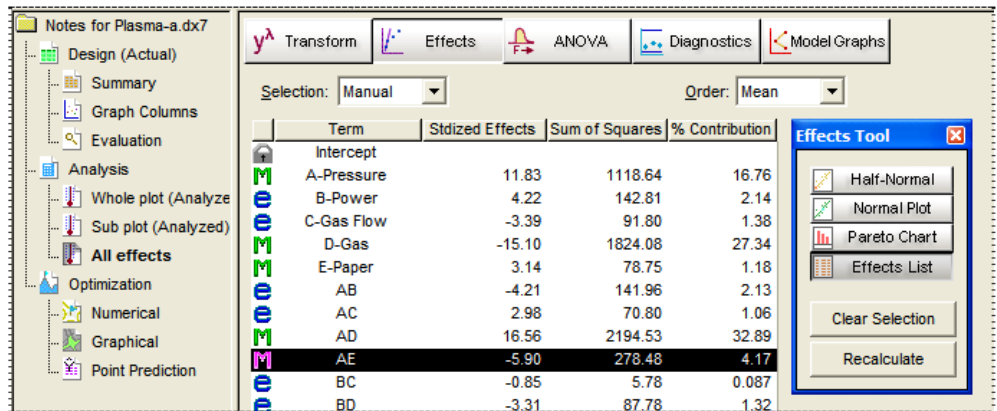 Notes for Plasma-a.dx7
Design (Actual)
Summary
Graph Columns
Evaluation
Analysis
Whole plot (Analyze
Sub plot (Analyzed)
All effects
Optimization
Numerical
Graphical
Point Prediction
yλ Transform Effects F ANOVA Diagnostics Model Graphs
Selection: Manual Order: Mean
Term Stdized Effects Sum of Squares % Contribution
Intercept
M A-Pressure 11.83 1118.64 16.76
e B-Power 4.22 142.81 2.14
e C-Gas Flow -3.39 91.80 1.38
M D-Gas -15.10 1824.08 27.34
M E-Paper 3.14 78.75 1.18
e AB -4.21 141.96 2.13
e AC 2.98 70.80 1.06
M AD 16.56 2194.53 32.89
M AE -5.90 278.48 4.17
e BC -0.85 5.78 0.087
e BD -3.31 87.78 1.32
Effects Tool
Half-Normal
Normal Plot
Pareto Chart
Effects List
Clear Selection
Recalculate